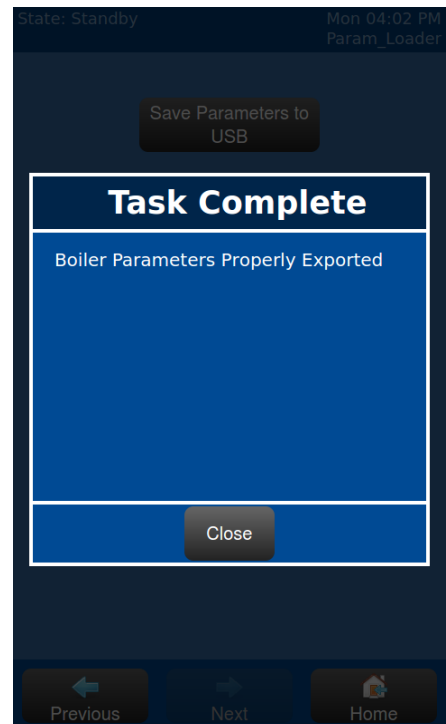 State: Standby
Mon 04:02 PM
Param_Loader
Save Parameters to
USB
Task Complete
Boiler Parameters Properly Exported
Close
Previous
Next
Home